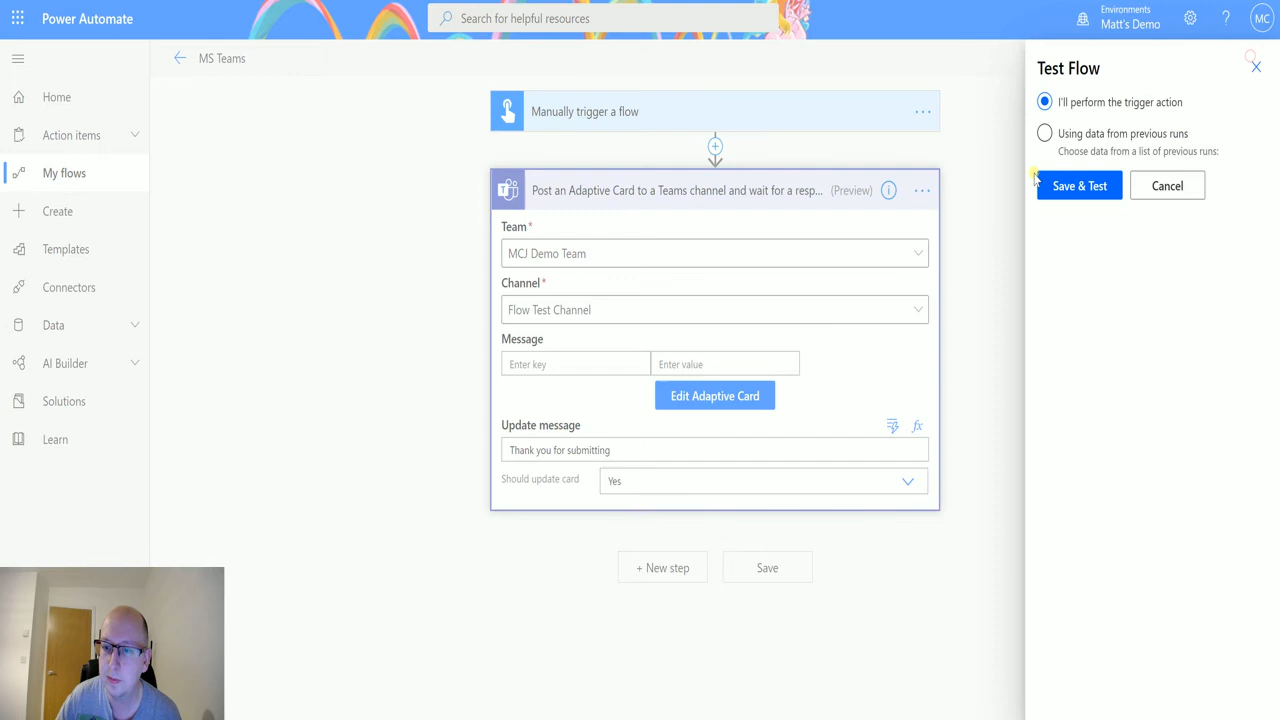 Power Automate
Search for helpful resources
Environments
Matt's Demo
MC
MS Teams
Home
Action items
My flows
Create
Templates
Connectors
Data
AI Builder
Solutions
Learn
Manually trigger a flow
Post an Adaptive Card to a Teams channel and wait for a resp... (Preview)
Team*
MCJ Demo Team
Channel*
Flow Test Channel
Message
Enter key
Enter value
Edit Adaptive Card
Update message
fx
Thank you for submitting
Should update card
Yes
+ New step
Save
Test Flow
I'll perform the trigger action
Using data from previous runs
Choose data from a list of previous runs:
Save & Test
Cancel